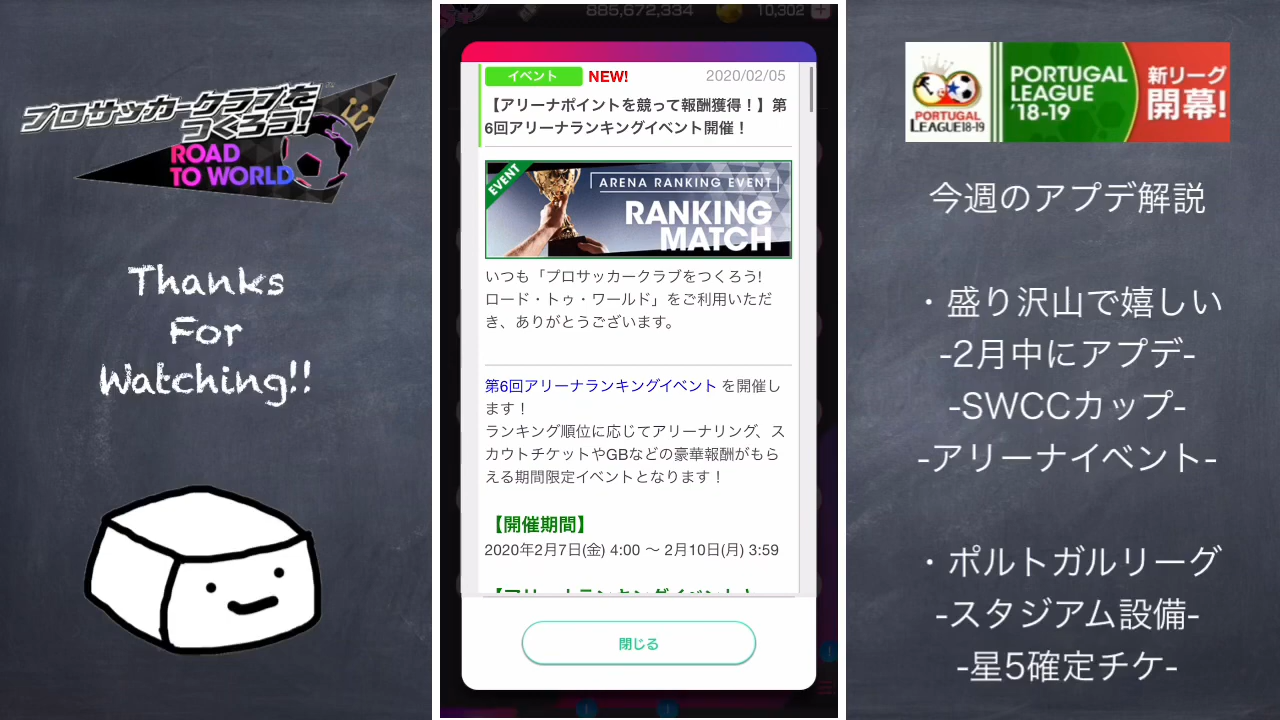 プロサッカークラブを
つくろう!
ROAD
TO WORLD
Thanks
For
Watching!!
885,672,334
10,302
イベント NEW! 2020/02/05
【アリーナポイントを競って報酬獲得！】第
6回アリーナランキングイベント開催！
EVENT
ARENA RANKING EVENT
RANKING
MATCH
いつも「プロサッカークラブをつくろう!
ロード・トゥ・ワールド」をご利用いただ
き、ありがとうございます。
第6回アリーナランキングイベント を開催し
ます！
ランキング順位に応じてアリーナリング、ス
カウトチケットやGBなどの豪華報酬がもら
える期間限定イベントとなります！
【開催期間】
2020年2月7日(金) 4:00 〜 2月10日(月) 3:59
閉じる
PORTUGAL
LEAGUE18-19
PORTUGAL
LEAGUE
'18-19
新リーグ
開幕!
今週のアプデ解説
・盛り沢山で嬉しい
-2月中にアプデ-
-SWCCカップ-
-アリーナイベント-
・ポルトガルリーグ
-スタジアム設備-
-星5確定チケ-